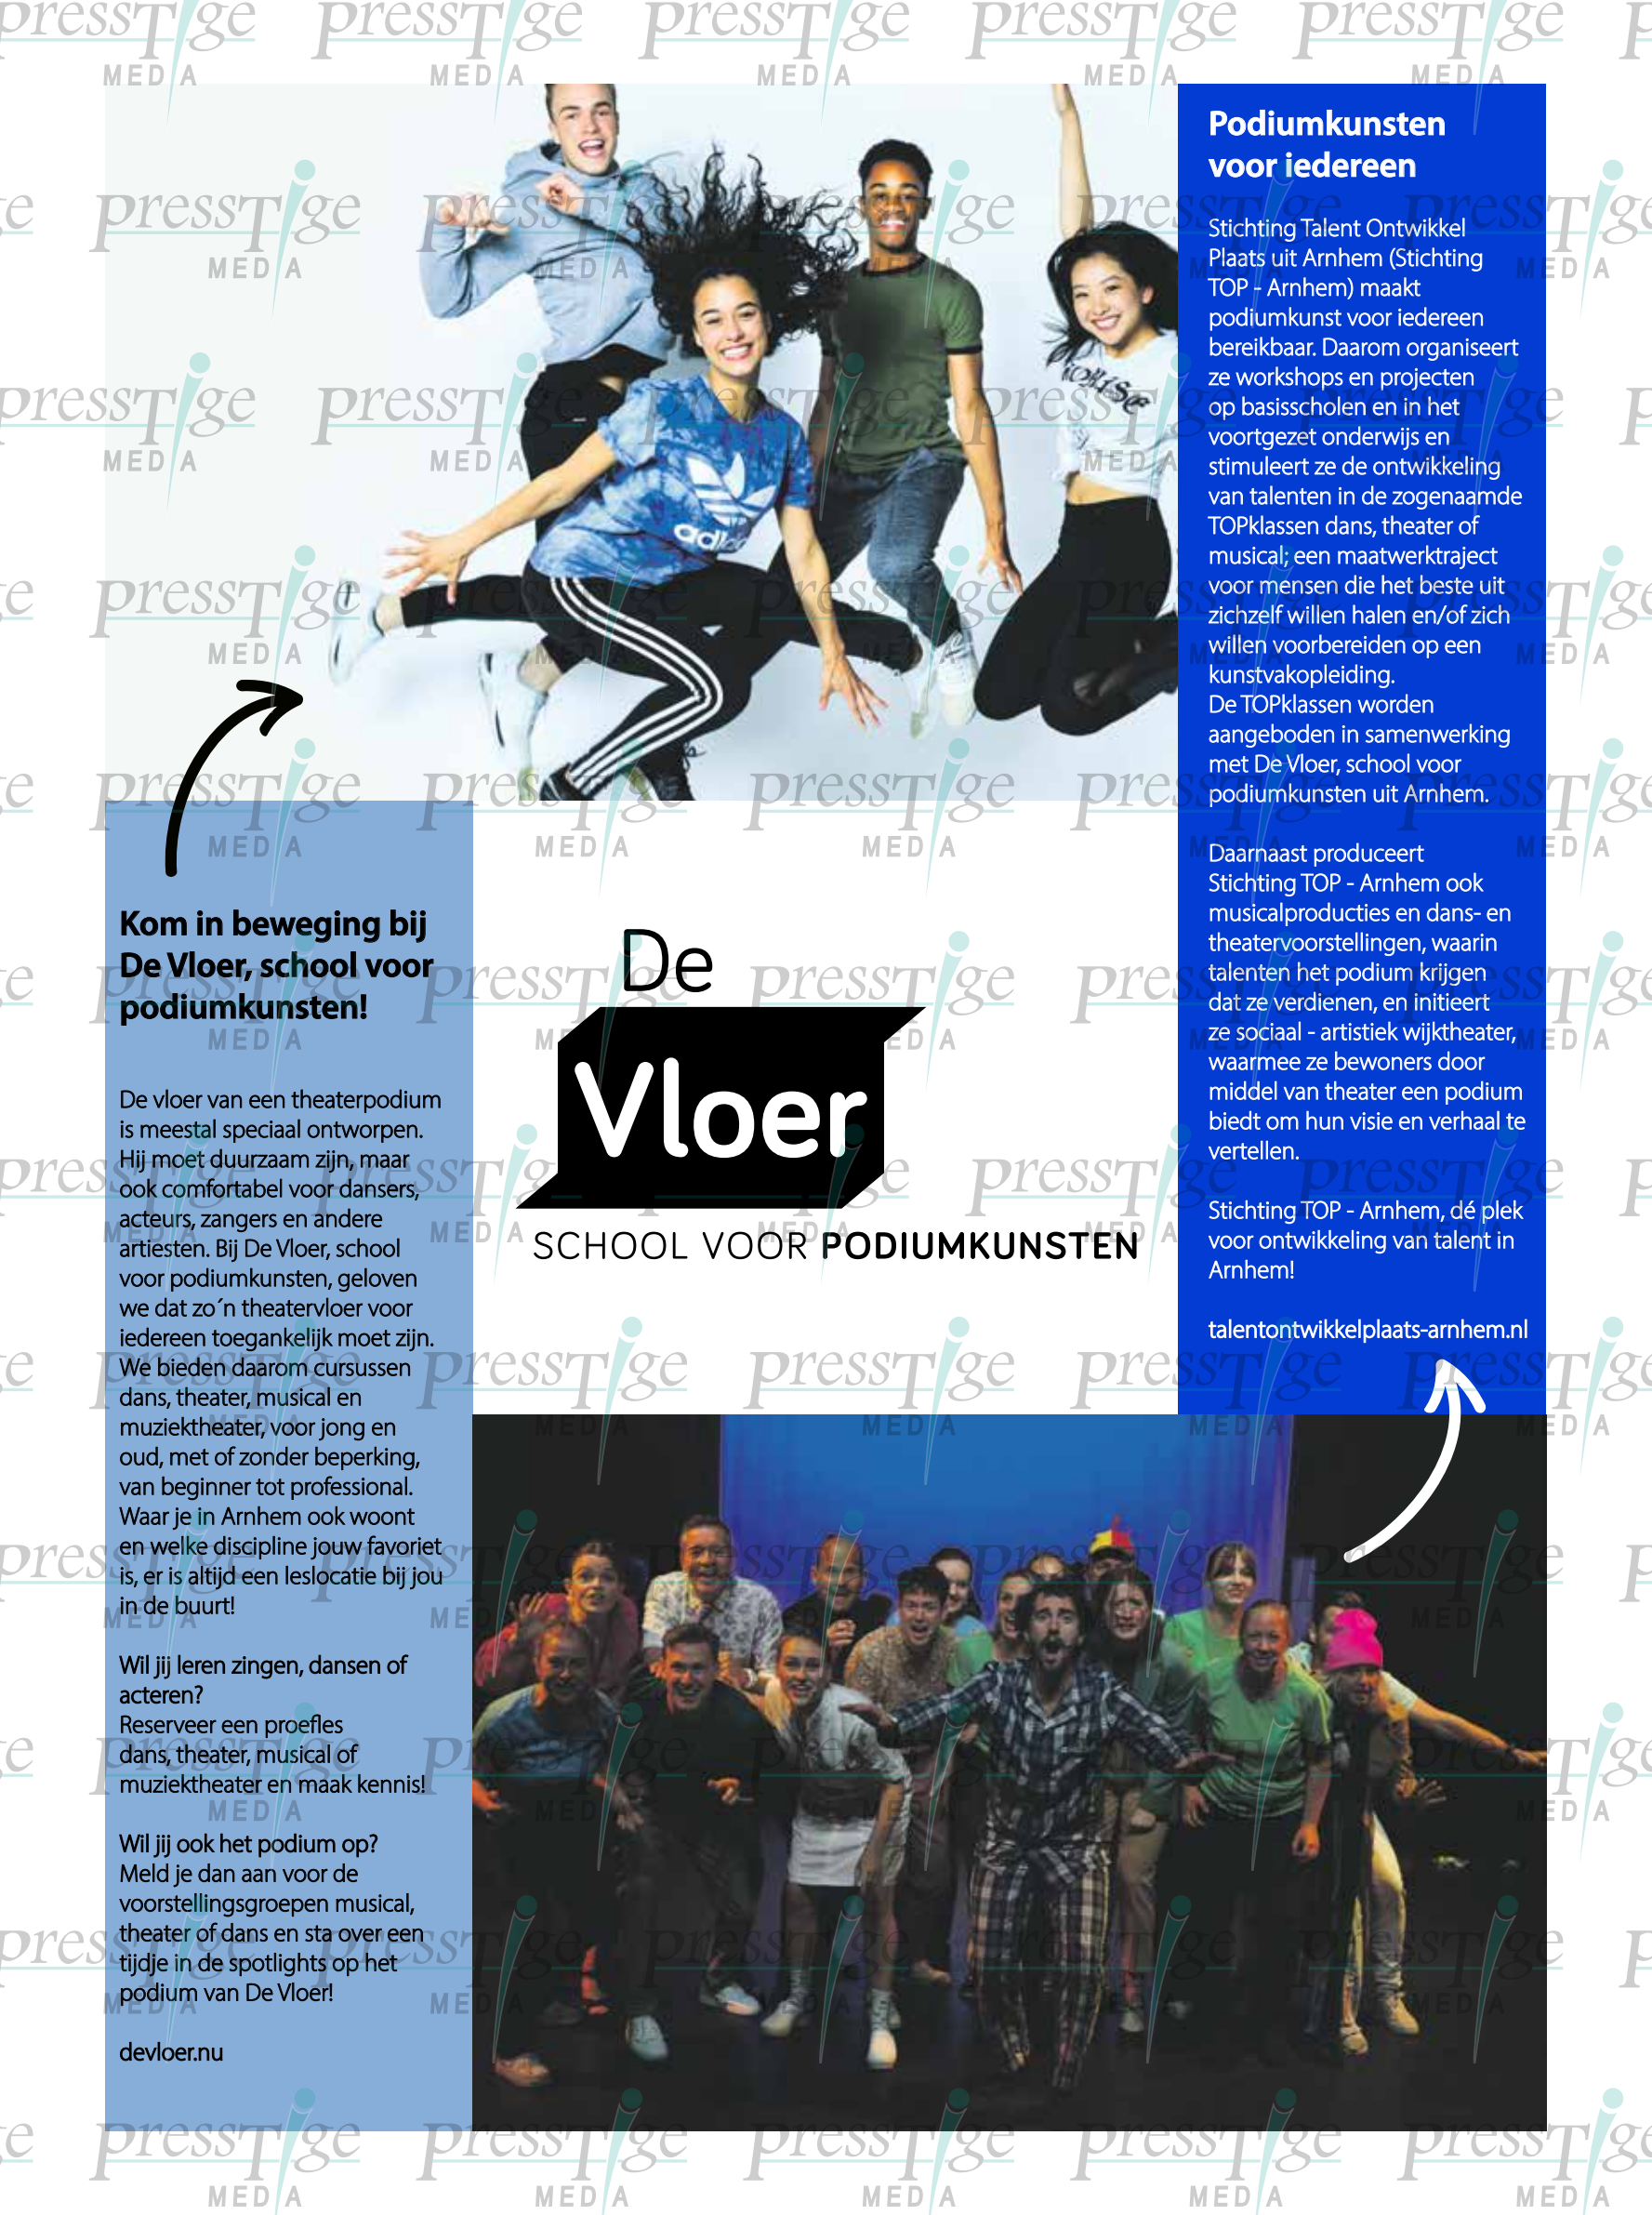 Podiumkunsten
voor iedereen
Stichting Talent Ontwikkel
Plaats uit Arnhem (Stichting
TOP - Arnhem) maakt
podiumkunst voor iedereen
bereikbaar. Daarom organiseert
ze workshops en projecten
op basisscholen en in het
voortgezet onderwijs en
stimuleert ze de ontwikkeling
van talenten in de zogenaamde
TOPklassen dans, theater of
musical; een maatwerktraject
voor mensen die het beste uit
zichzelf willen halen en/of zich
willen voorbereiden op een
kunstvakopleiding.
De TOPklassen worden
aangeboden in samenwerking
met De Vloer, school voor
podiumkunsten uit Arnhem.
Daarnaast produceert
Stichting TOP - Arnhem ook
musicalproducties en dans- en
theatervoorstellingen, waarin
talenten het podium krijgen
dat ze verdienen, en initieert
ze sociaal - artistiek wijktheater,
waarmee ze bewoners door
middel van theater een podium
biedt om hun visie en verhaal te
vertellen.
Stichting TOP - Arnhem, dé plek
voor ontwikkeling van talent in
Arnhem!
talentontwikkelplaats-arnhem.nl
Kom in beweging bij
De Vloer, school voor
podiumkunsten!
De vloer van een theaterpodium
is meestal speciaal ontworpen.
Hij moet duurzaam zijn, maar
ook comfortabel voor dansers,
acteurs, zangers en andere
artiesten. Bij De Vloer, school
voor podiumkunsten, geloven
we dat zo´n theatervloer voor
iedereen toegankelijk moet zijn.
We bieden daarom cursussen
dans, theater, musical en
muziektheater, voor jong en
oud, met of zonder beperking,
van beginner tot professional.
Waar je in Arnhem ook woont
en welke discipline jouw favoriet
is, er is altijd een leslocatie bij jou
in de buurt!
Wil jij leren zingen, dansen of
acteren?
Reserveer een proefles
dans, theater, musical of
muziektheater en maak kennis!
Wil jij ook het podium op?
Meld je dan aan voor de
voorstellingsgroepen musical,
theater of dans en sta over een
tijdje in de spotlights op het
podium van De Vloer!
devloer.nu
De
Vloer
SCHOOL VOOR PODIUMKUNSTEN
adidas
pressTige
MEDIA